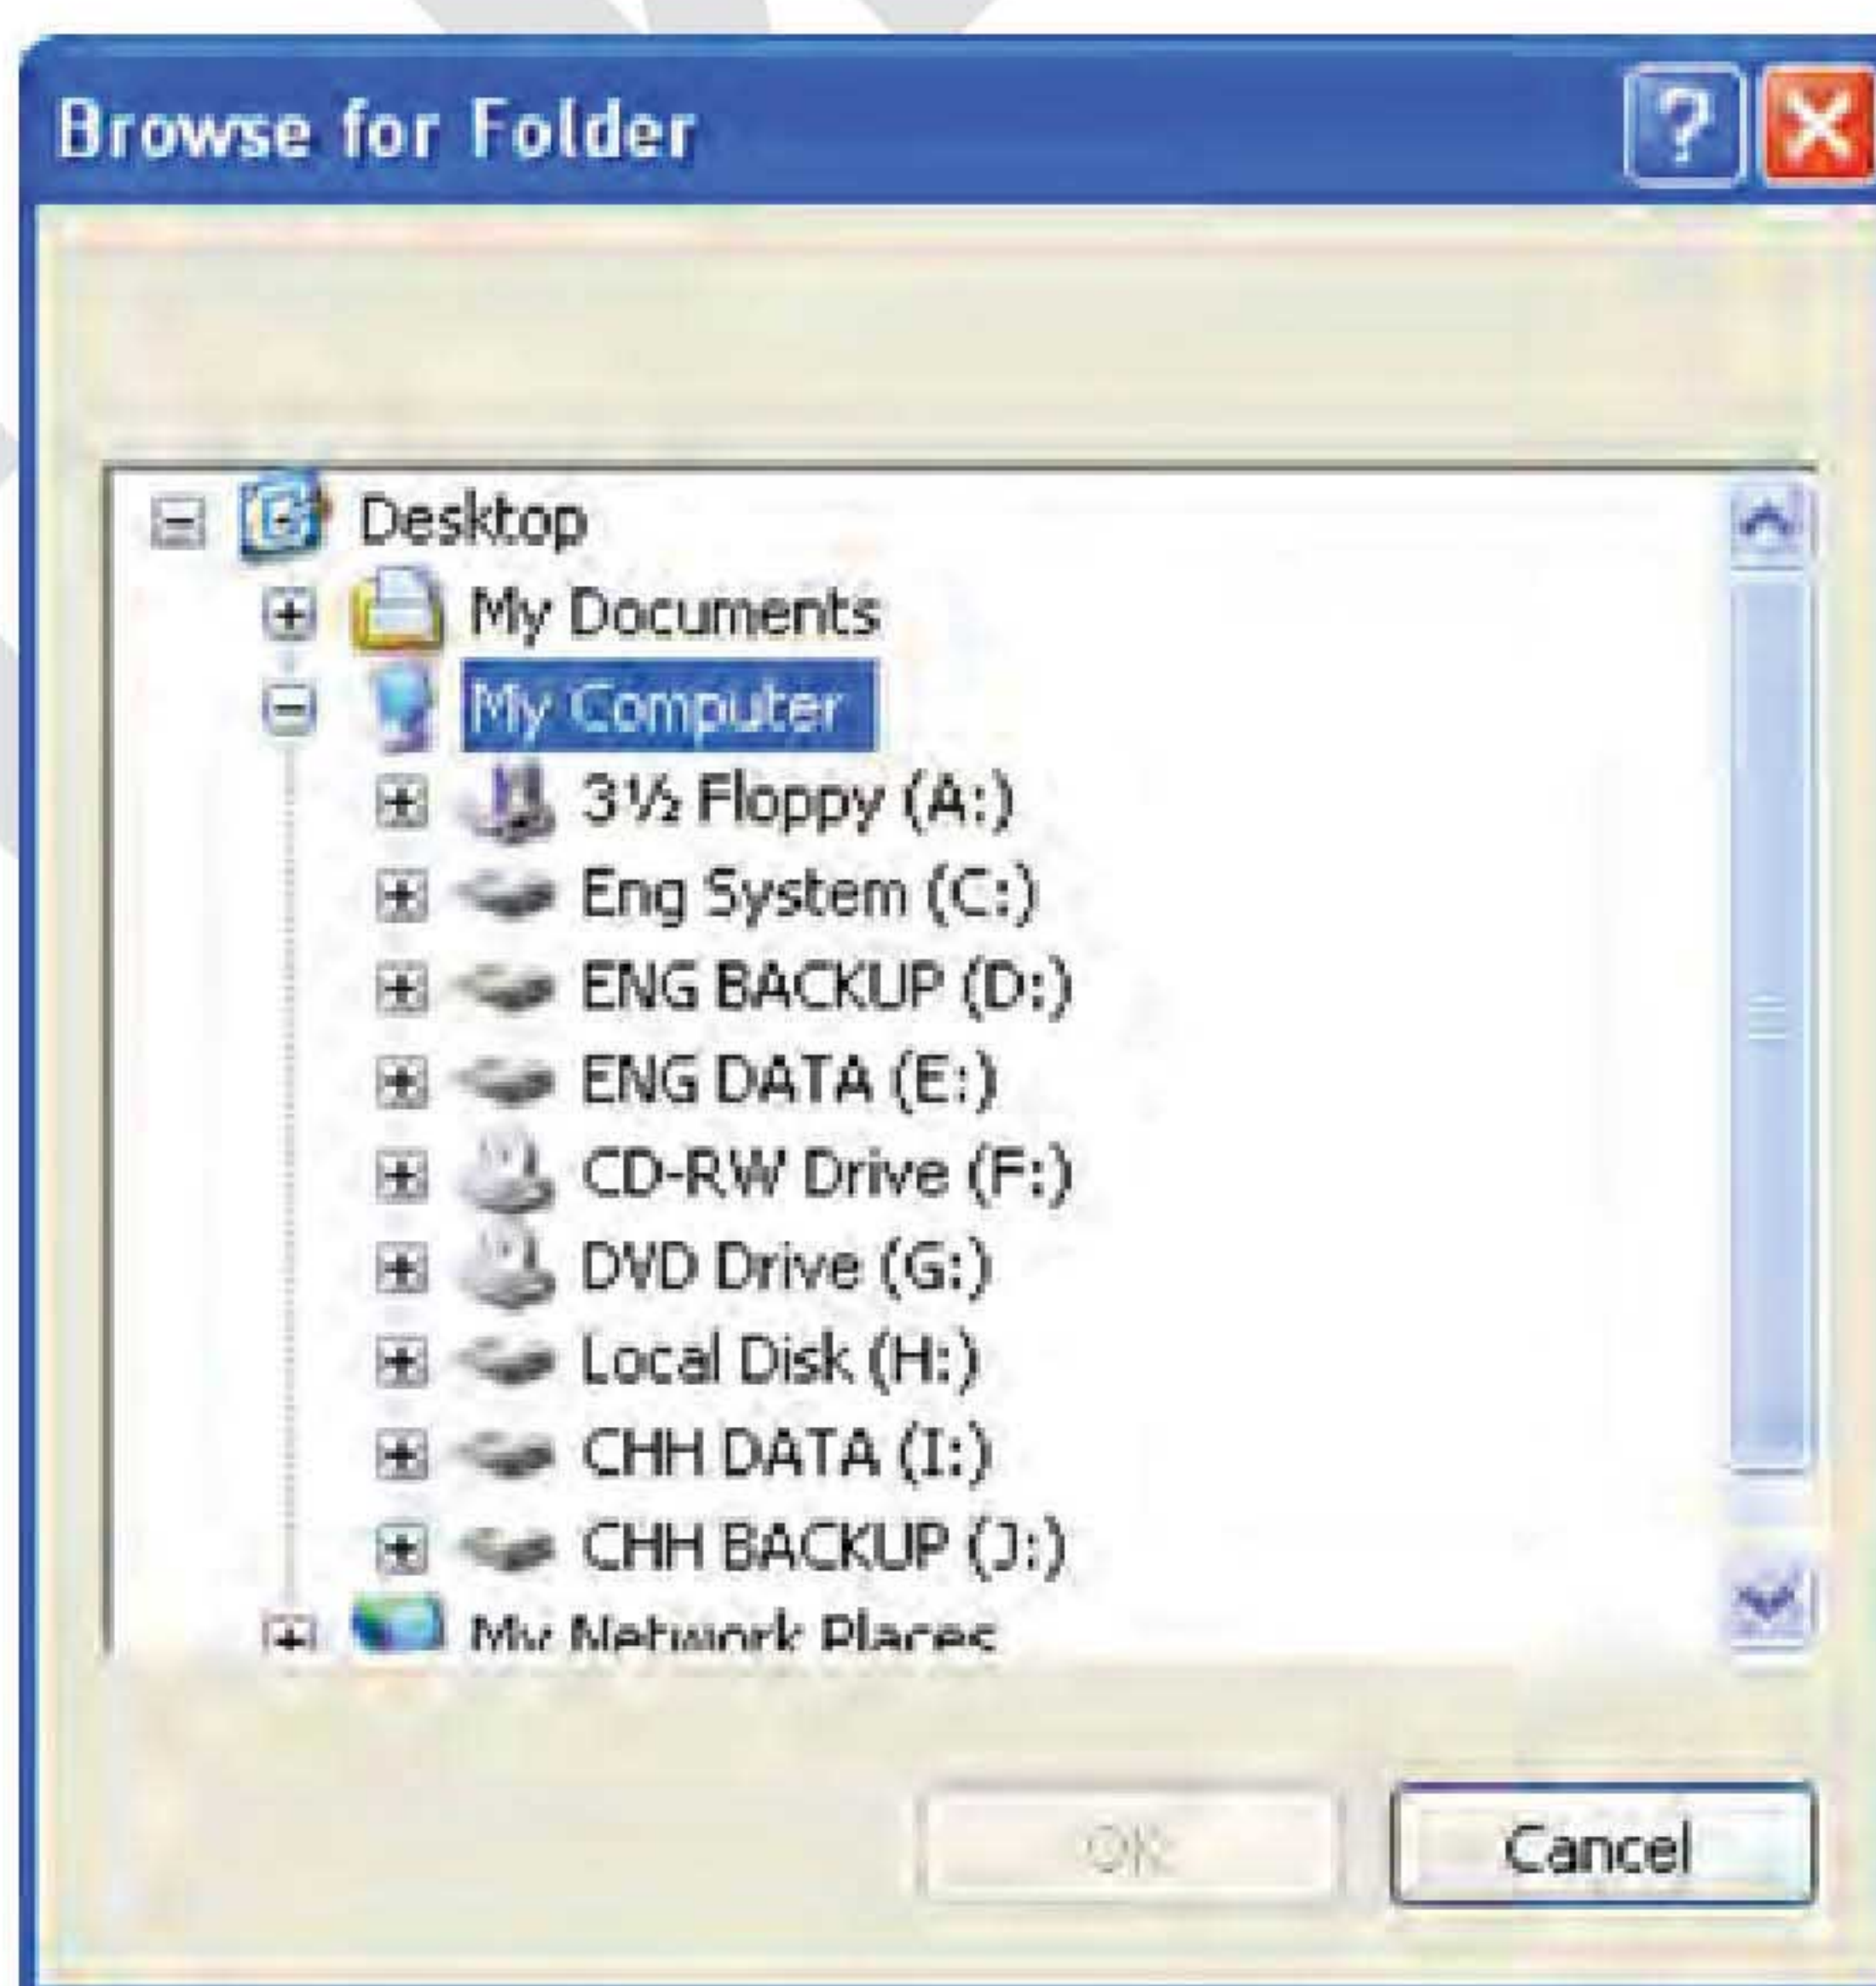 Browse for Folder
Desktop
My Documents
My Computer
3½ Floppy (A:)
Eng System (C:)
ENG BACKUP (D:)
ENG DATA (E:)
CD-RW Drive (F:)
DVD Drive (G:)
Local Disk (H:)
CHH DATA (I:)
CHH BACKUP (J:)
My Network Places
OK
Cancel